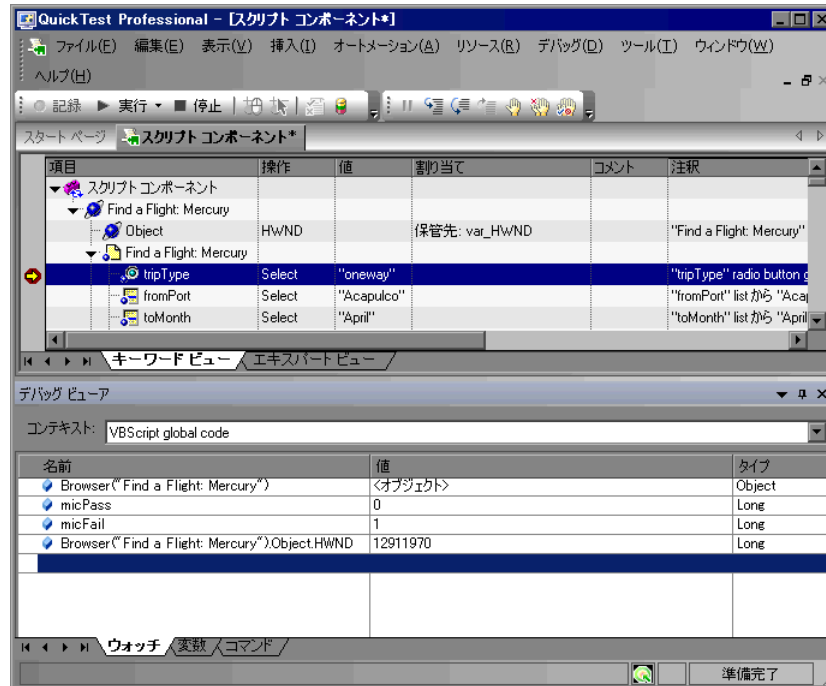 QuickTest Professional - [スクリプト コンポーネント*]
ファイル(F) 編集(E) 表示(V) 挿入(I) オートメーション(A) リソース(R) デバッグ(D) ツール(T) ウィンドウ(W)
ヘルプ(H)
記録 実行 停止
スタート ページ スクリプト コンポーネント*
項目 操作 値 割り当て コメント 注釈
スクリプト コンポーネント
Find a Flight: Mercury
Object HWND 保管先: var_HWND "Find a Flight: Mercury"
Find a Flight: Mercury
tripType Select "oneway" "tripType" radio button
fromPort Select "Acapulco" "fromPort" list から
toMonth Select "April" "toMonth" list から "April
キーワード ビュー エキスパート ビュー
デバッグ ビューア
コンテキスト: VBScript global code
名前 値 タイプ
Browser("Find a Flight: Mercury") <オブジェクト> Object
micPass 0 Long
micFail 1 Long
Browser("Find a Flight: Mercury").Object.HWND 12911970 Long
ウォッチ 変数 コマンド
準備完了